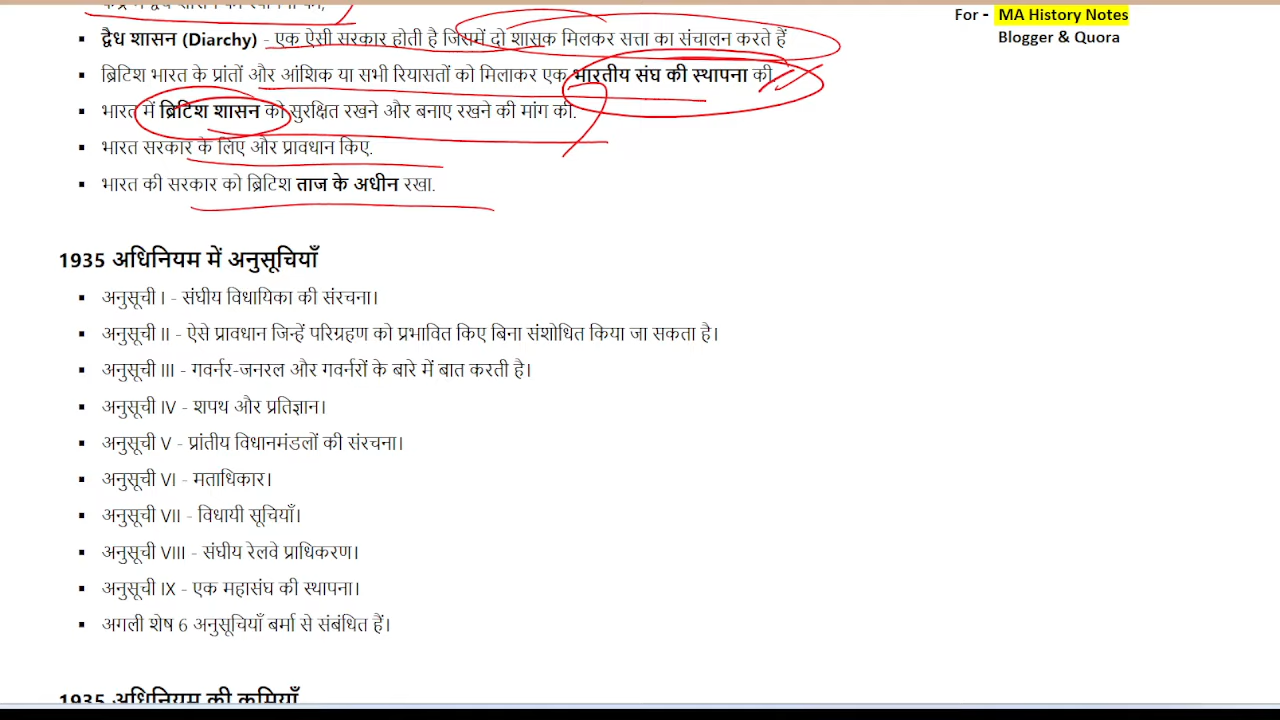 For - MA History Notes
Blogger & Quora
द्वैध शासन (Diarchy) - एक ऐसी सरकार होती है जिसमें दो शासक मिलकर सत्ता का संचालन करते हैं
ब्रिटिश भारत के प्रांतों और आंशिक या सभी रियासतों को मिलाकर एक भारतीय संघ की स्थापना की.
भारत में ब्रिटिश शासन को सुरक्षित रखने और बनाए रखने की मांग की.
भारत सरकार के लिए और प्रावधान किए.
भारत की सरकार को ब्रिटिश ताज के अधीन रखा.
1935 अधिनियम में अनुसूचियाँ
अनुसूची I - संघीय विधायिका की संरचना।
अनुसूची II - ऐसे प्रावधान जिन्हें परिग्रहण को प्रभावित किए बिना संशोधित किया जा सकता है।
अनुसूची III - गवर्नर-जनरल और गवर्नरों के बारे में बात करती है।
अनुसूची IV - शपथ और प्रतिज्ञान।
अनुसूची V - प्रांतीय विधानमंडलों की संरचना।
अनुसूची VI - मताधिकार।
अनुसूची VII - विधायी सूचियाँ।
अनुसूची VIII - संघीय रेलवे प्राधिकरण।
अनुसूची IX - एक महासंघ की स्थापना।
अगली शेष 6 अनुसूचियाँ बर्मा से संबंधित हैं।
1935 अधिनियम की कमियाँ